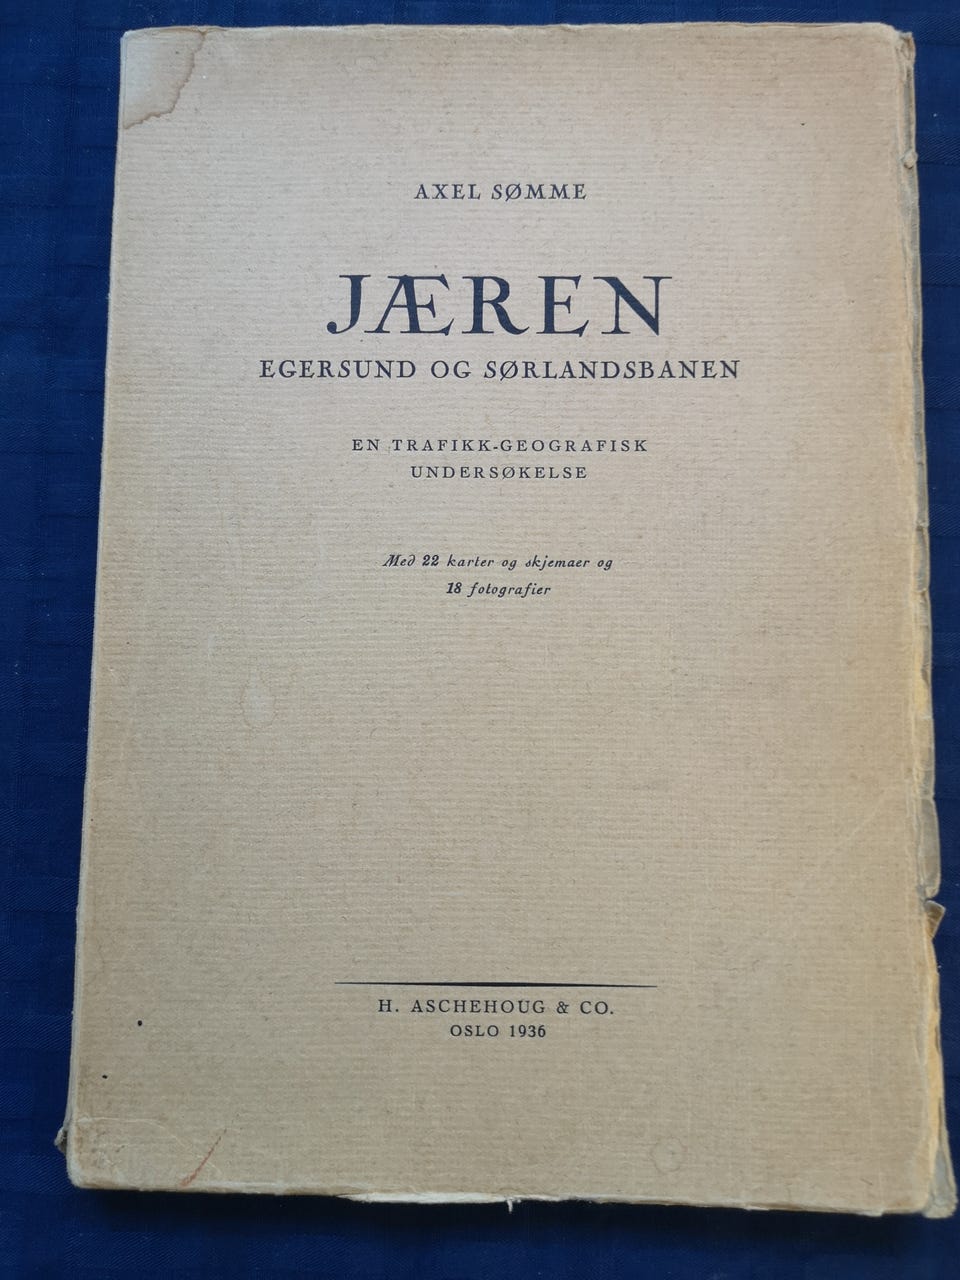 AXEL SØMME
JÆREN
EGERSUND OG SØRLANDSBANEN
EN TRAFIKK-GEOGRAFISK
UNDERSØKELSE
Med 22 karter og skjemaer og
18 fotografier
H. ASCHEHOUG & CO.
OSLO 1936